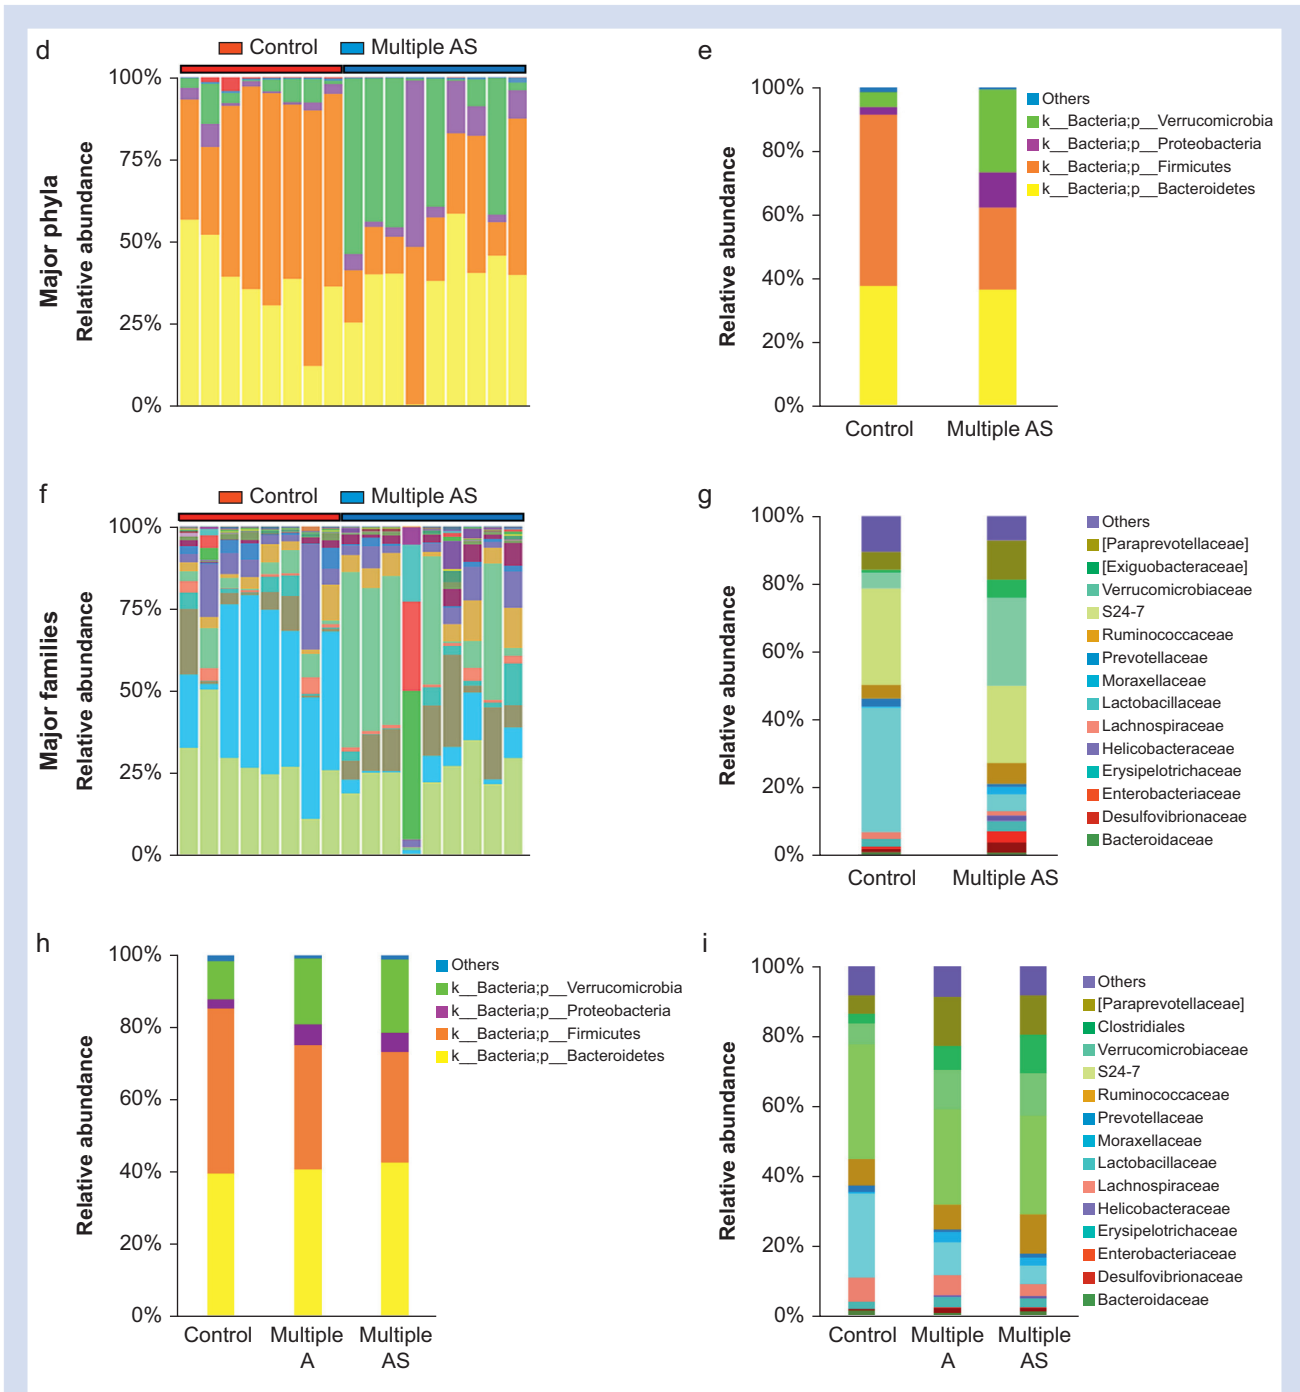 d
Control
Multiple AS
Major phyla
Relative abundance
100%
75%
50%
25%
0%
e
Relative abundance
100%
80%
60%
40%
20%
0%
Control
Multiple AS
Others
k__Bacteria;p__Verrucomicrobia
k__Bacteria;p__Proteobacteria
k__Bacteria;p__Firmicutes
k__Bacteria;p__Bacteroidetes
f
Control
Multiple AS
Major families
Relative abundance
100%
75%
50%
25%
0%
g
Relative abundance
100%
80%
60%
40%
20%
0%
Control
Multiple AS
Others
[Paraprevotellaceae]
[Exiguobacteraceae]
Verrucomicrobiaceae
S24-7
Ruminococcaceae
Prevotellaceae
Moraxellaceae
Lactobacillaceae
Lachnospiraceae
Helicobacteraceae
Erysipelotrichaceae
Enterobacteriaceae
Desulfovibrionaceae
Bacteroidaceae
h
Relative abundance
100%
80%
60%
40%
20%
0%
Control
Multiple
A
Multiple
AS
Others
k__Bacteria;p__Verrucomicrobia
k__Bacteria;p__Proteobacteria
k__Bacteria;p__Firmicutes
k__Bacteria;p__Bacteroidetes
i
Relative abundance
100%
80%
60%
40%
20%
0%
Control
Multiple
A
Multiple
AS
Others
[Paraprevotellaceae]
Clostridiales
Verrucomicrobiaceae
S24-7
Ruminococcaceae
Prevotellaceae
Moraxellaceae
Lactobacillaceae
Lachnospiraceae
Helicobacteraceae
Erysipelotrichaceae
Enterobacteriaceae
Desulfovibrionaceae
Bacteroidaceae